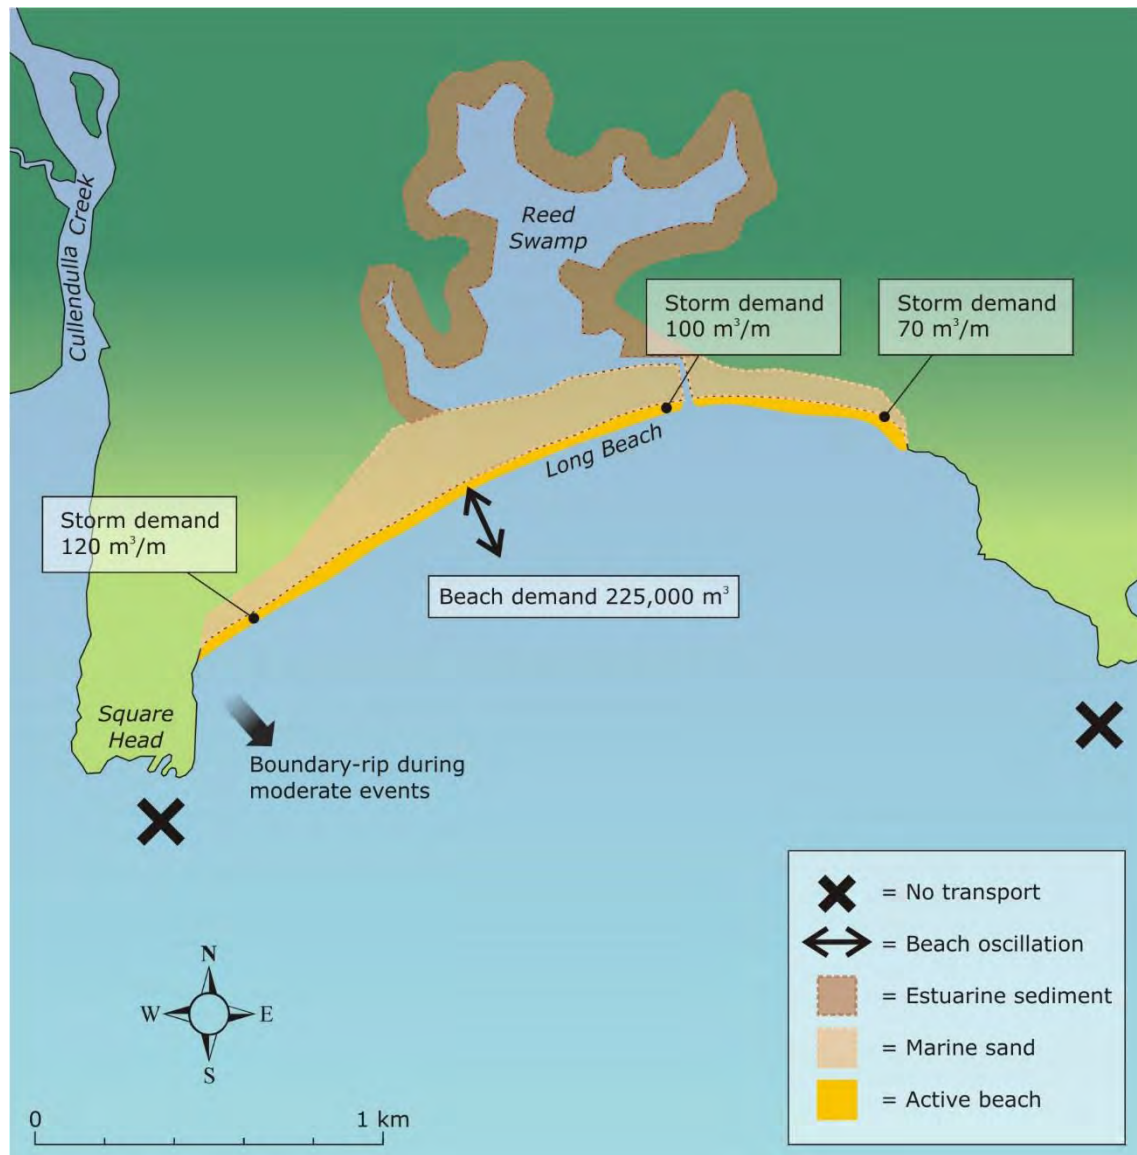 Cullendulla Creek
Reed
Swamp
Storm demand
100 m³/m
Storm demand
70 m³/m
Long Beach
Storm demand
120 m³/m
Beach demand 225,000 m³
Square
Head
Boundary-rip during
moderate events
= No transport
= Beach oscillation
= Estuarine sediment
= Marine sand
= Active beach
N
W
E
S
0
1 km